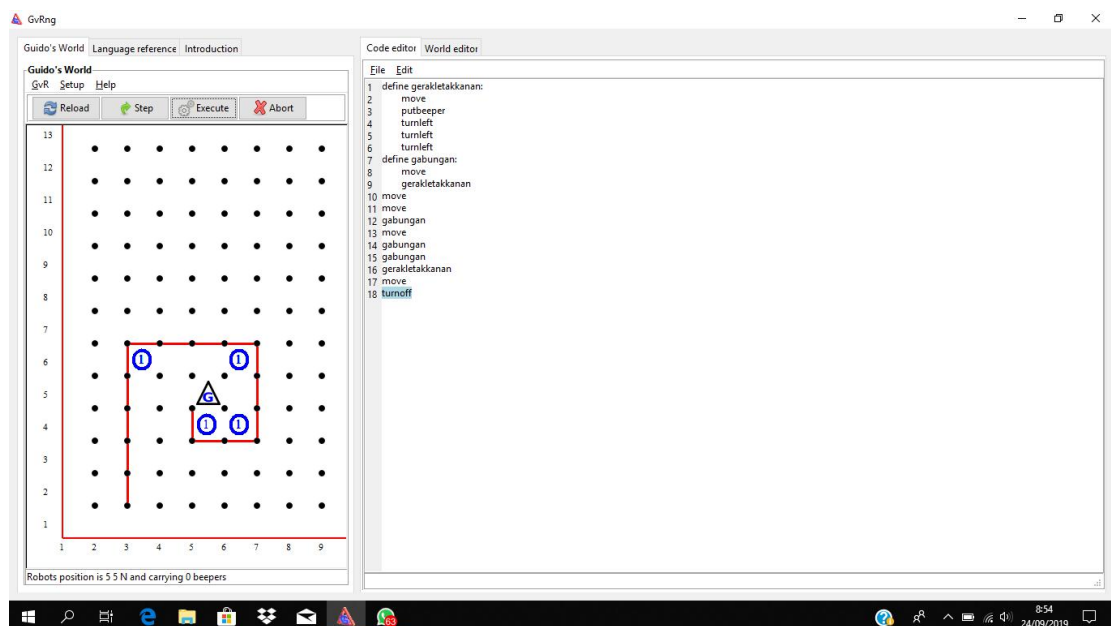 GvRng
Guido's World Language reference Introduction
Guido's World
GvR Setup Help
Reload Step Execute Abort
13
12
11
10
9
8
7
6
5
4
3
2
1
1 1
G
1 1
1 2 3 4 5 6 7 8 9
Robots position is 5 5 N and carrying 0 beepers
Code editor World editor
File Edit
1 define gerakletakkanan:
2 move
3 putbeeper
4 turnleft
5 turnleft
6 turnleft
7 define gabungan:
8 move
9 gerakletakkanan
10 move
11 move
12 gabungan
13 move
14 gabungan
15 gabungan
16 gerakletakkanan
17 move
18 turnoff
63
8:54
24/09/2019